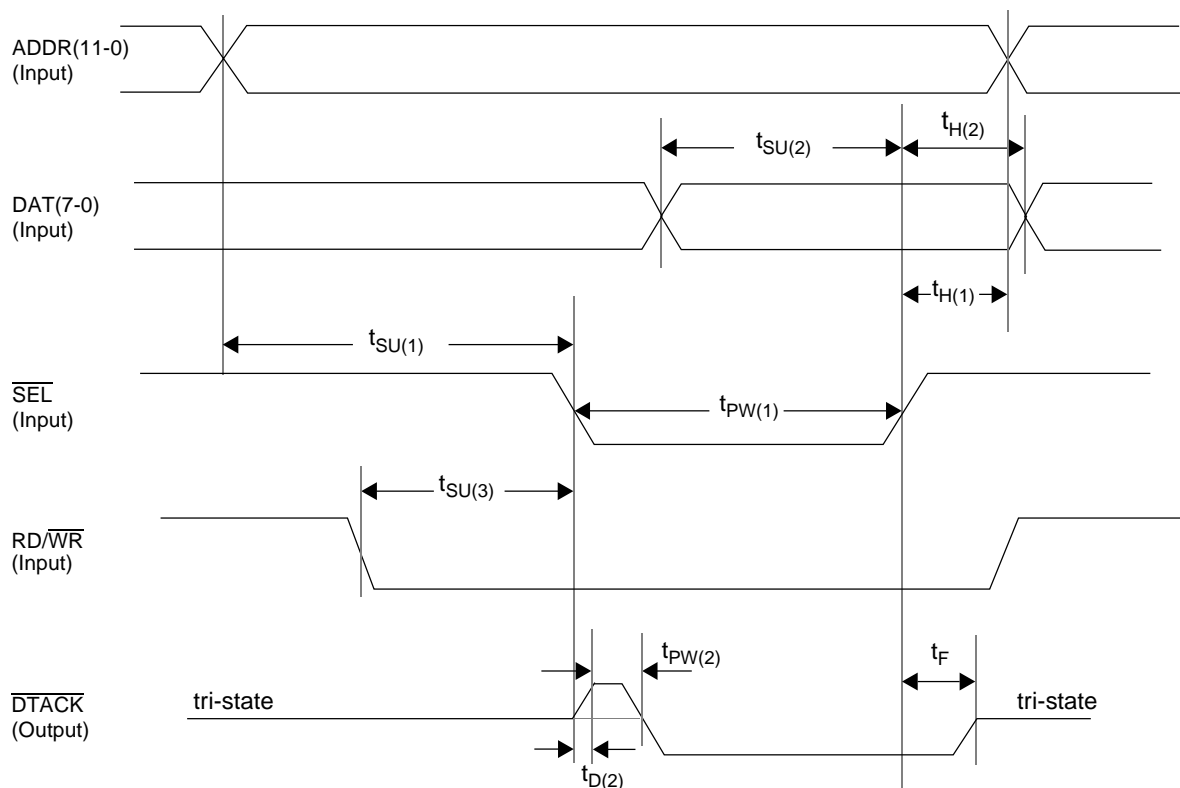 ADDR(11-0)
(Input)
tH(2)
tSU(2)
DAT(7-0)
(Input)
tH(1)
tSU(1)
SEL
(Input)
tPW(1)
tSU(3)
RD/WR
(Input)
tPW(2)
tF
DTACK
(Output)
tri-state
tri-state
tD(2)